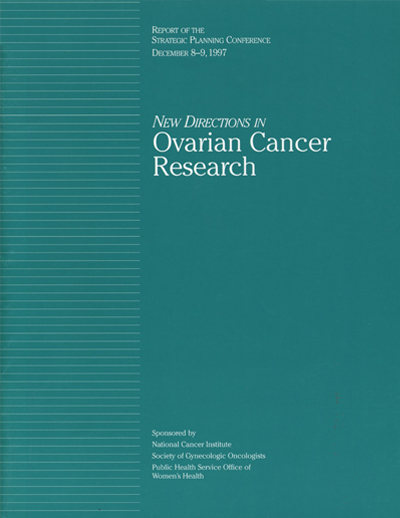 REPORT OF THE
STRATEGIC PLANNING CONFERENCE
DECEMBER 8–9, 1997
NEW DIRECTIONS IN
Ovarian Cancer
Research
Sponsored by
National Cancer Institute
Society of Gynecologic Oncologists
Public Health Service Office of
Women's Health